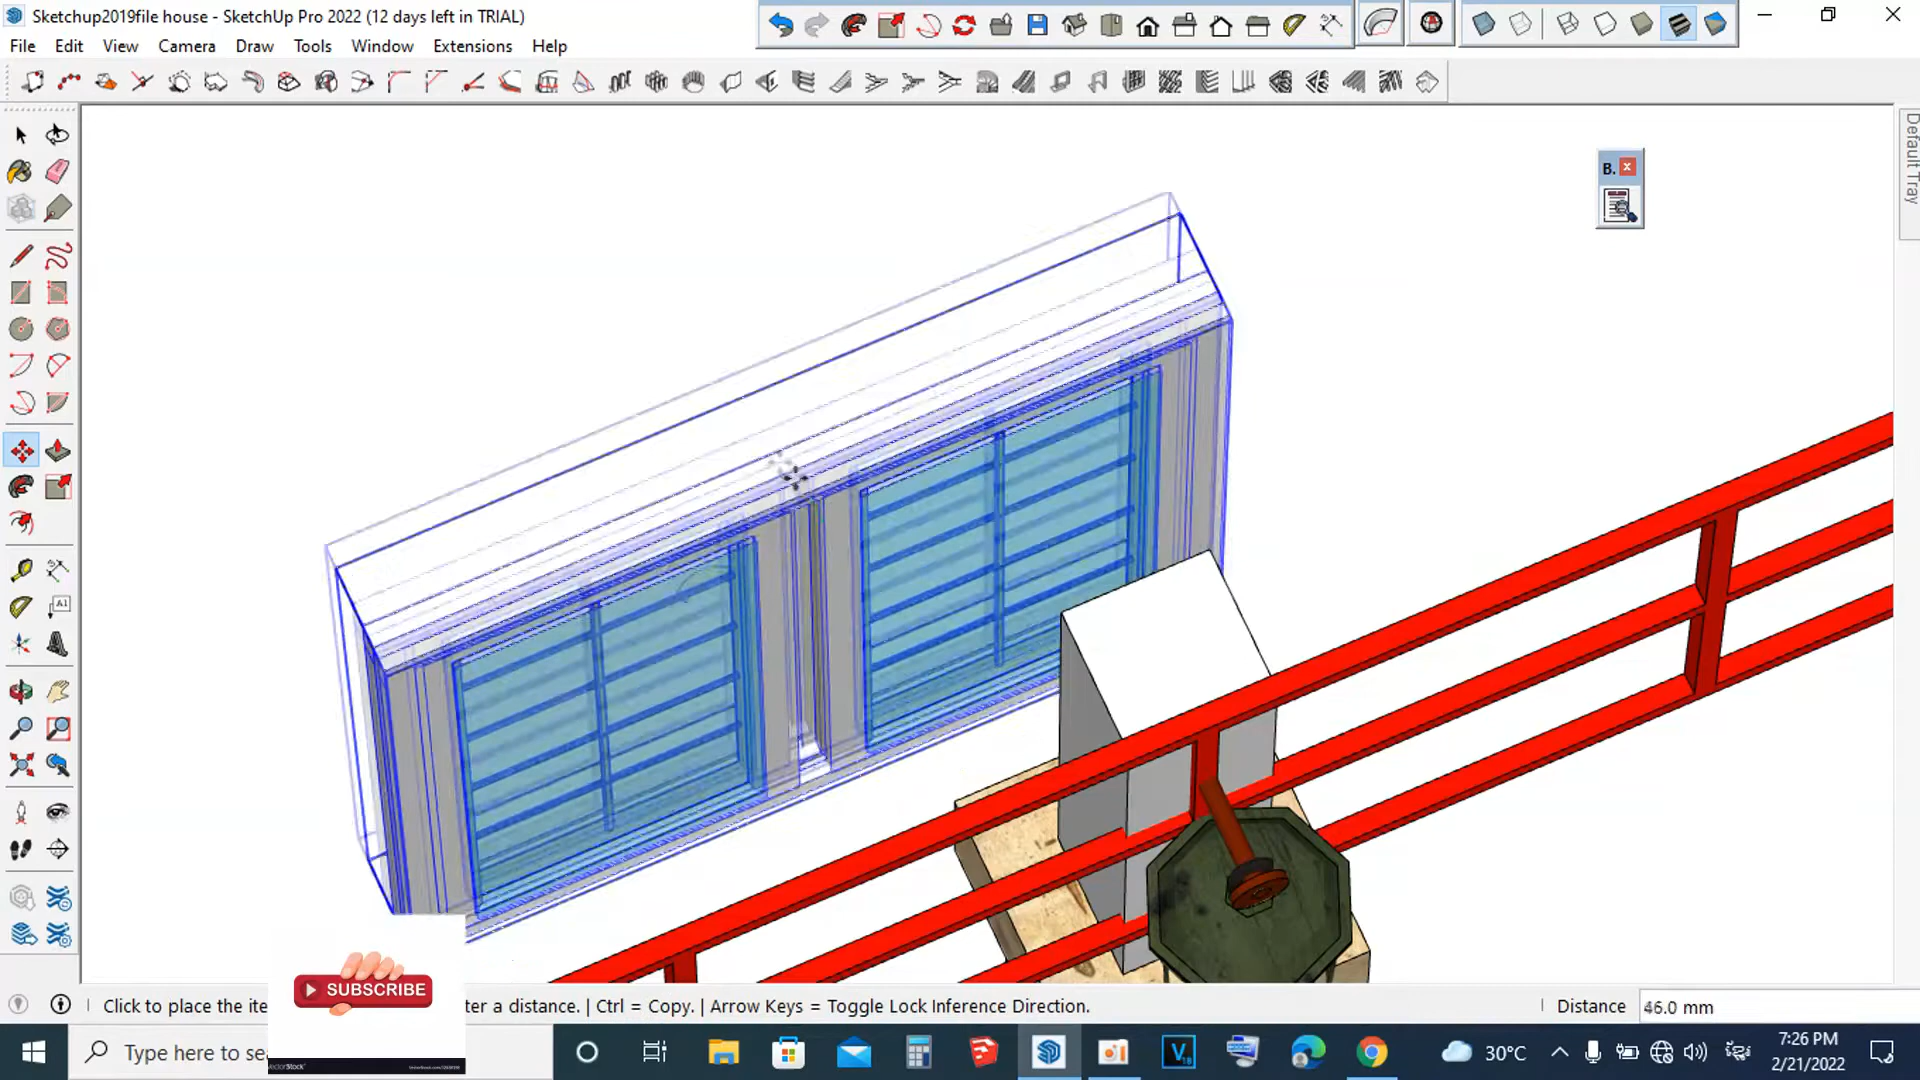 Sketchup2019file house - SketchUp Pro 2022 (12 days left in TRIAL)
File Edit View Camera Draw Tools Window Extensions Help
B.
Default Tray
A1
Click to place the ite
ter a distance. | Ctrl = Copy. | Arrow Keys = Toggle Lock Inference Direction.
Distance 46.0 mm
SUBSCRIBE
Type here to sea
30°C
7:26 PM
2/21/2022